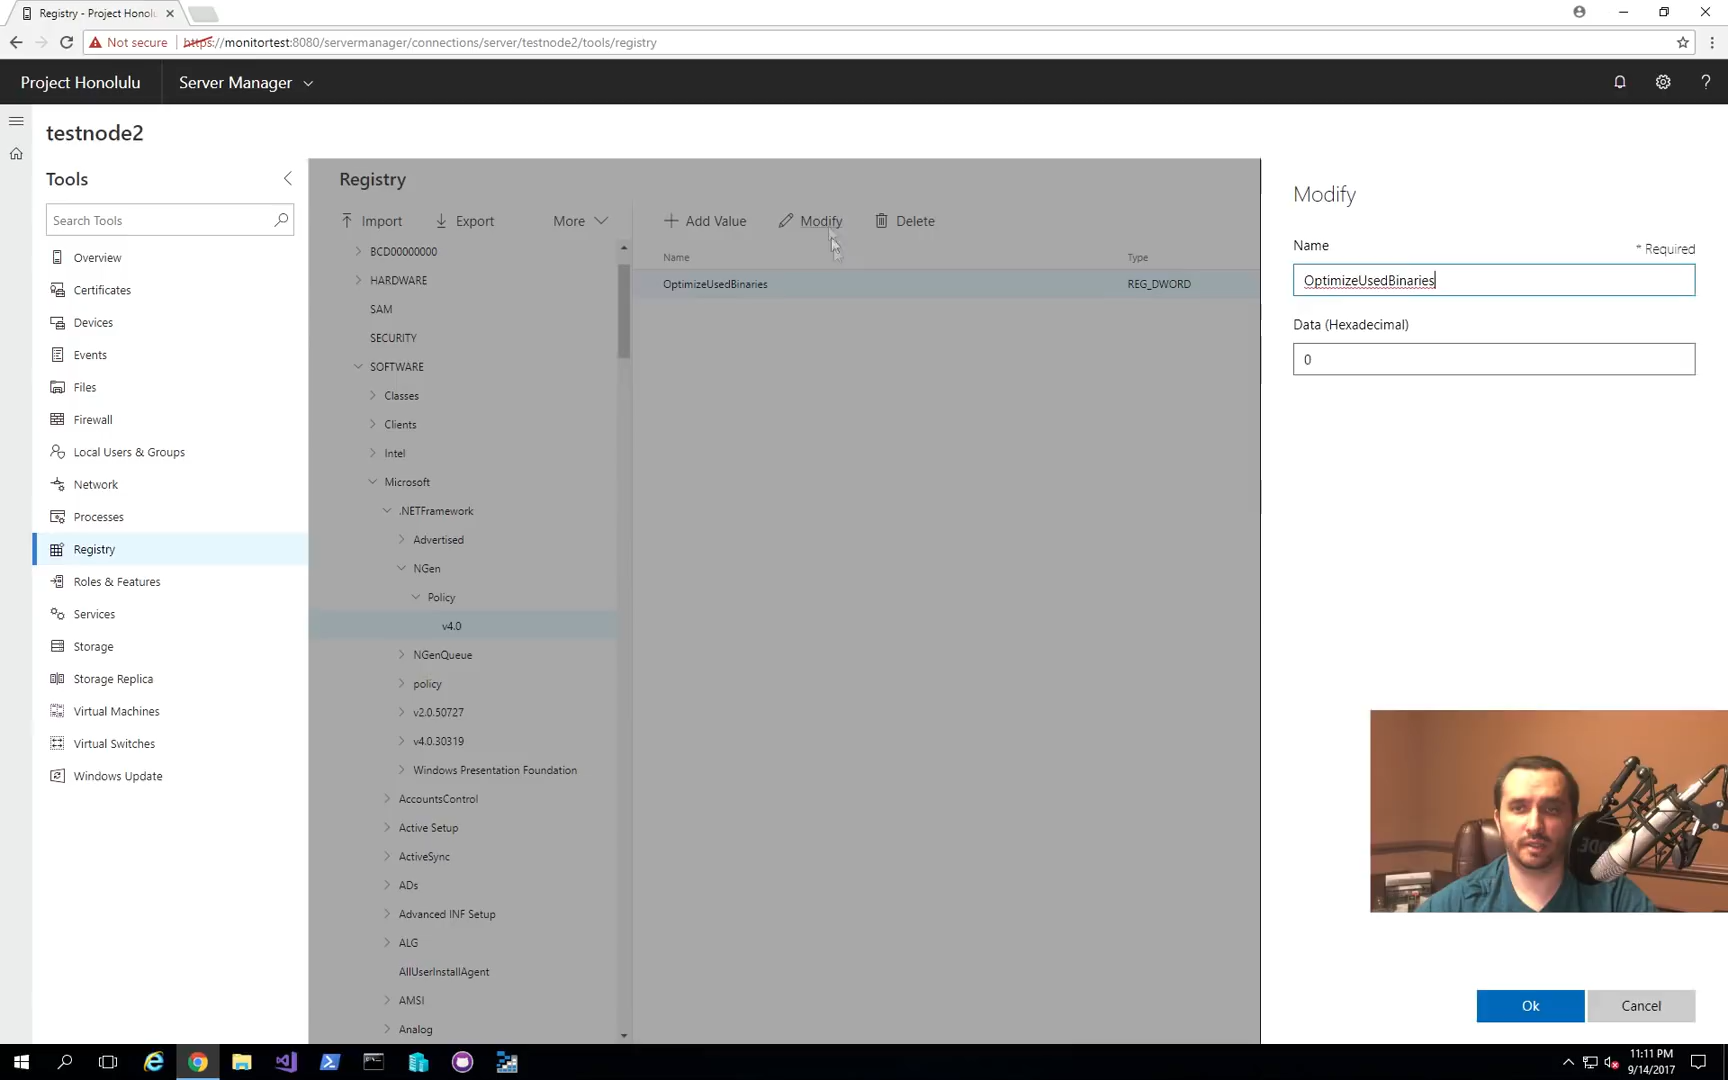 Registry - Project Honolu
Not secure https://monitortest:8080/servermanager/connections/server/testnode2/tools/registry
Project Honolulu Server Manager ?
testnode2
Tools
Search Tools
Overview
Certificates
Devices
Events
Files
Firewall
Local Users & Groups
Network
Processes
Registry
Roles & Features
Services
Storage
Storage Replica
Virtual Machines
Virtual Switches
Windows Update
Registry
Import Export More
BCD00000000
HARDWARE
SAM
SECURITY
SOFTWARE
Classes
Clients
Intel
Microsoft
.NETFramework
Advertised
NGen
Policy
v4.0
NGenQueue
policy
v2.0.50727
v4.0.30319
Windows Presentation Foundation
AccountsControl
Active Setup
ActiveSync
ADs
Advanced INF Setup
ALG
AllUserInstallAgent
AMSI
Analog
Add Value Modify Delete
Name Type
OptimizeUsedBinaries REG_DWORD
Modify
Name * Required
OptimizeUsedBinaries
Data (Hexadecimal)
0
Ok Cancel
11:11 PM
9/14/2017